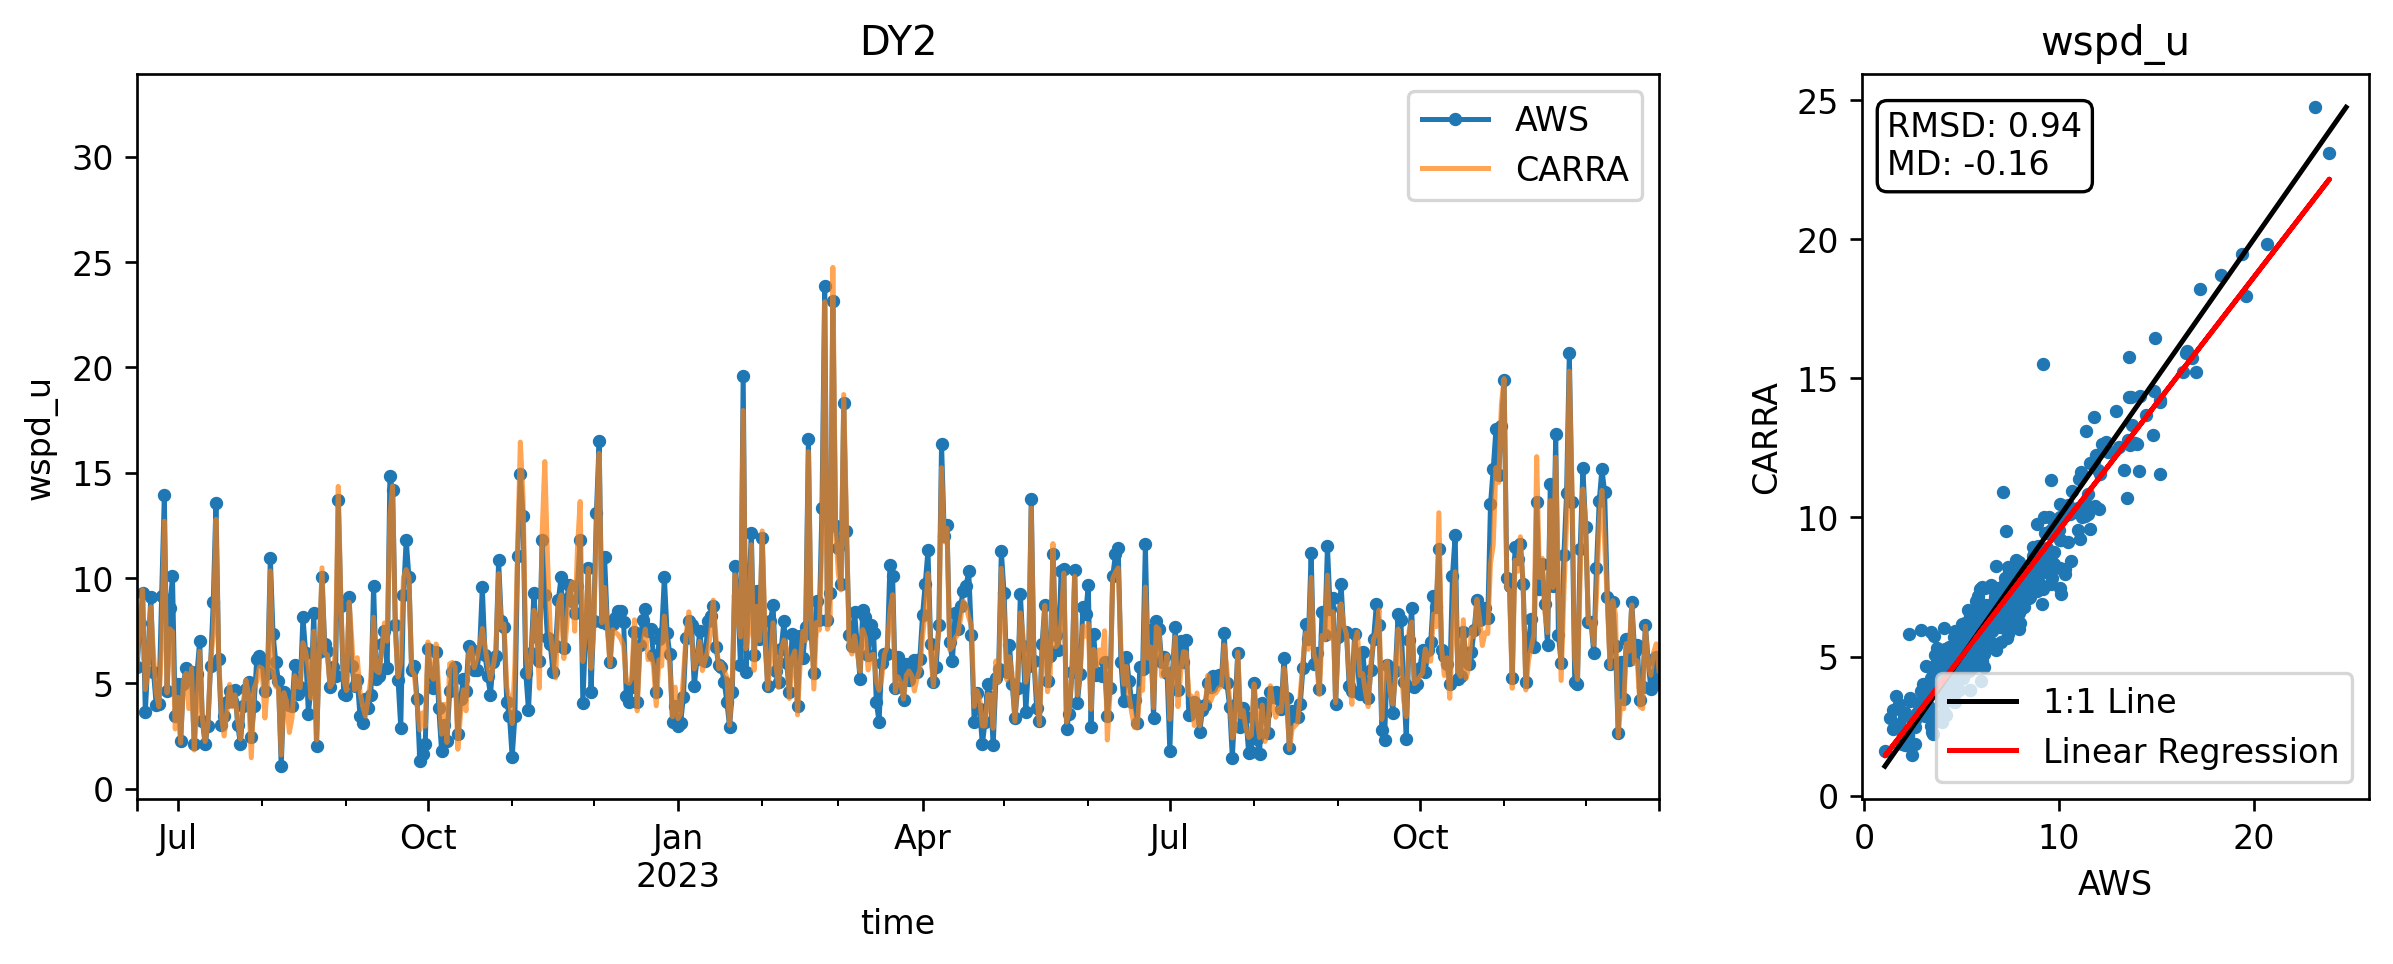 DY2
wspd_u
30
25
20
15
10
5
0
AWS
CARRA
Jul
Oct
Jan
2023
Apr
Jul
Oct
time
wspd_u
CARRA
25
20
15
10
5
0
RMSD: 0.94
MD: -0.16
1:1 Line
Linear Regression
0
10
20
AWS